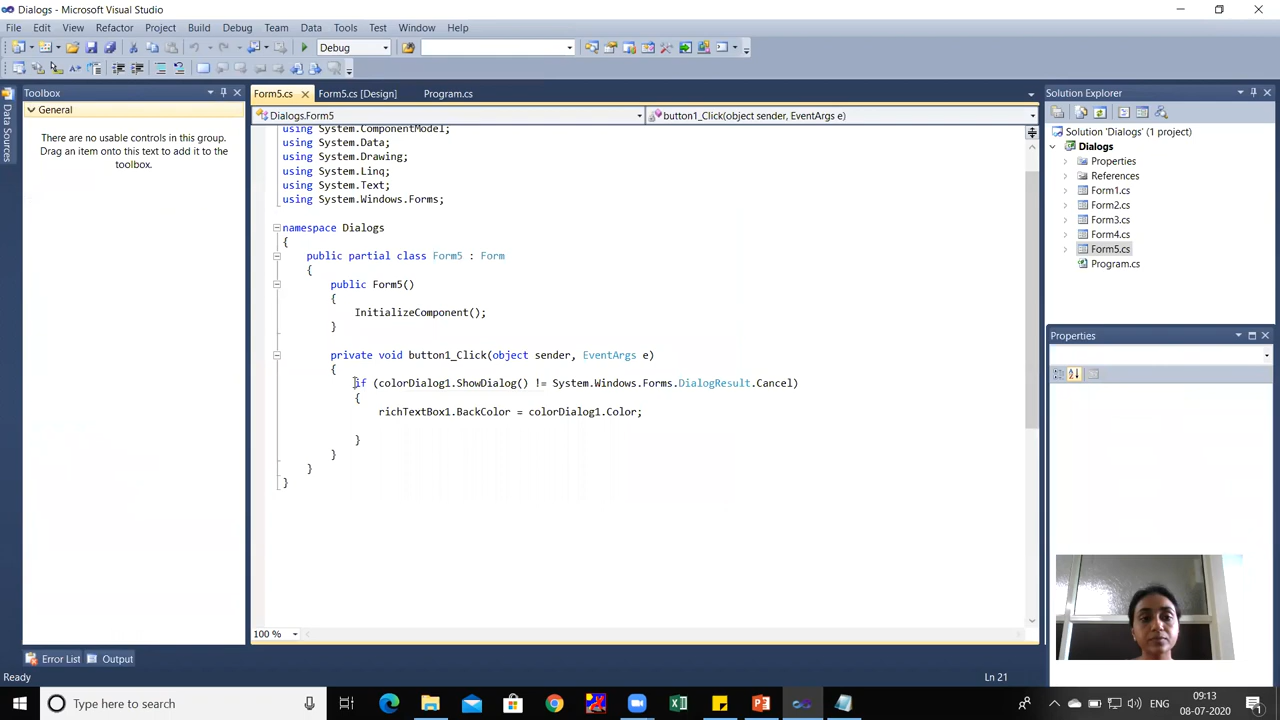 Dialogs - Microsoft Visual Studio
File Edit View Refactor Project Build Debug Team Data Tools Test Window Help
Debug
Toolbox
General
There are no usable controls in this group.
Drag an item onto this text to add it to the
toolbox.
Data Sources
Form5.cs Form5.cs [Design] Program.cs
Dialogs.Form5 button1_Click(object sender, EventArgs e)
using System.ComponentModel;
using System.Data;
using System.Drawing;
using System.Linq;
using System.Text;
using System.Windows.Forms;
namespace Dialogs
{
public partial class Form5 : Form
{
public Form5()
{
InitializeComponent();
}
private void button1_Click(object sender, EventArgs e)
{
if (colorDialog1.ShowDialog() != System.Windows.Forms.DialogResult.Cancel)
{
richTextBox1.BackColor = colorDialog1.Color;
}
}
}
}
100 %
Solution Explorer
Solution 'Dialogs' (1 project)
Dialogs
Properties
References
Form1.cs
Form2.cs
Form3.cs
Form4.cs
Form5.cs
Program.cs
Properties
Error List Output
Ready Ln 21
Type here to search
ENG
09:13
08-07-2020